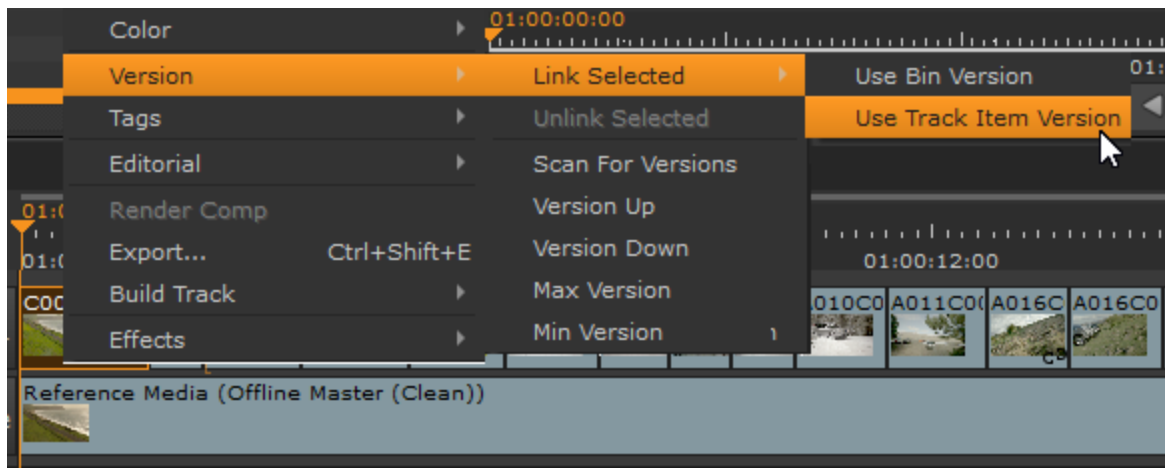 01:00:00:00
Color
Version
Link Selected
Use Bin Version
01:
Tags
Unlink Selected
Use Track Item Version
Editorial
Scan For Versions
Render Comp
Version Up
Export... Ctrl+Shift+E
Version Down
01:00:12:00
Build Track
Max Version
A011C0
A016C
A016C0
Effects
Min Version
Reference Media (Offline Master (Clean))